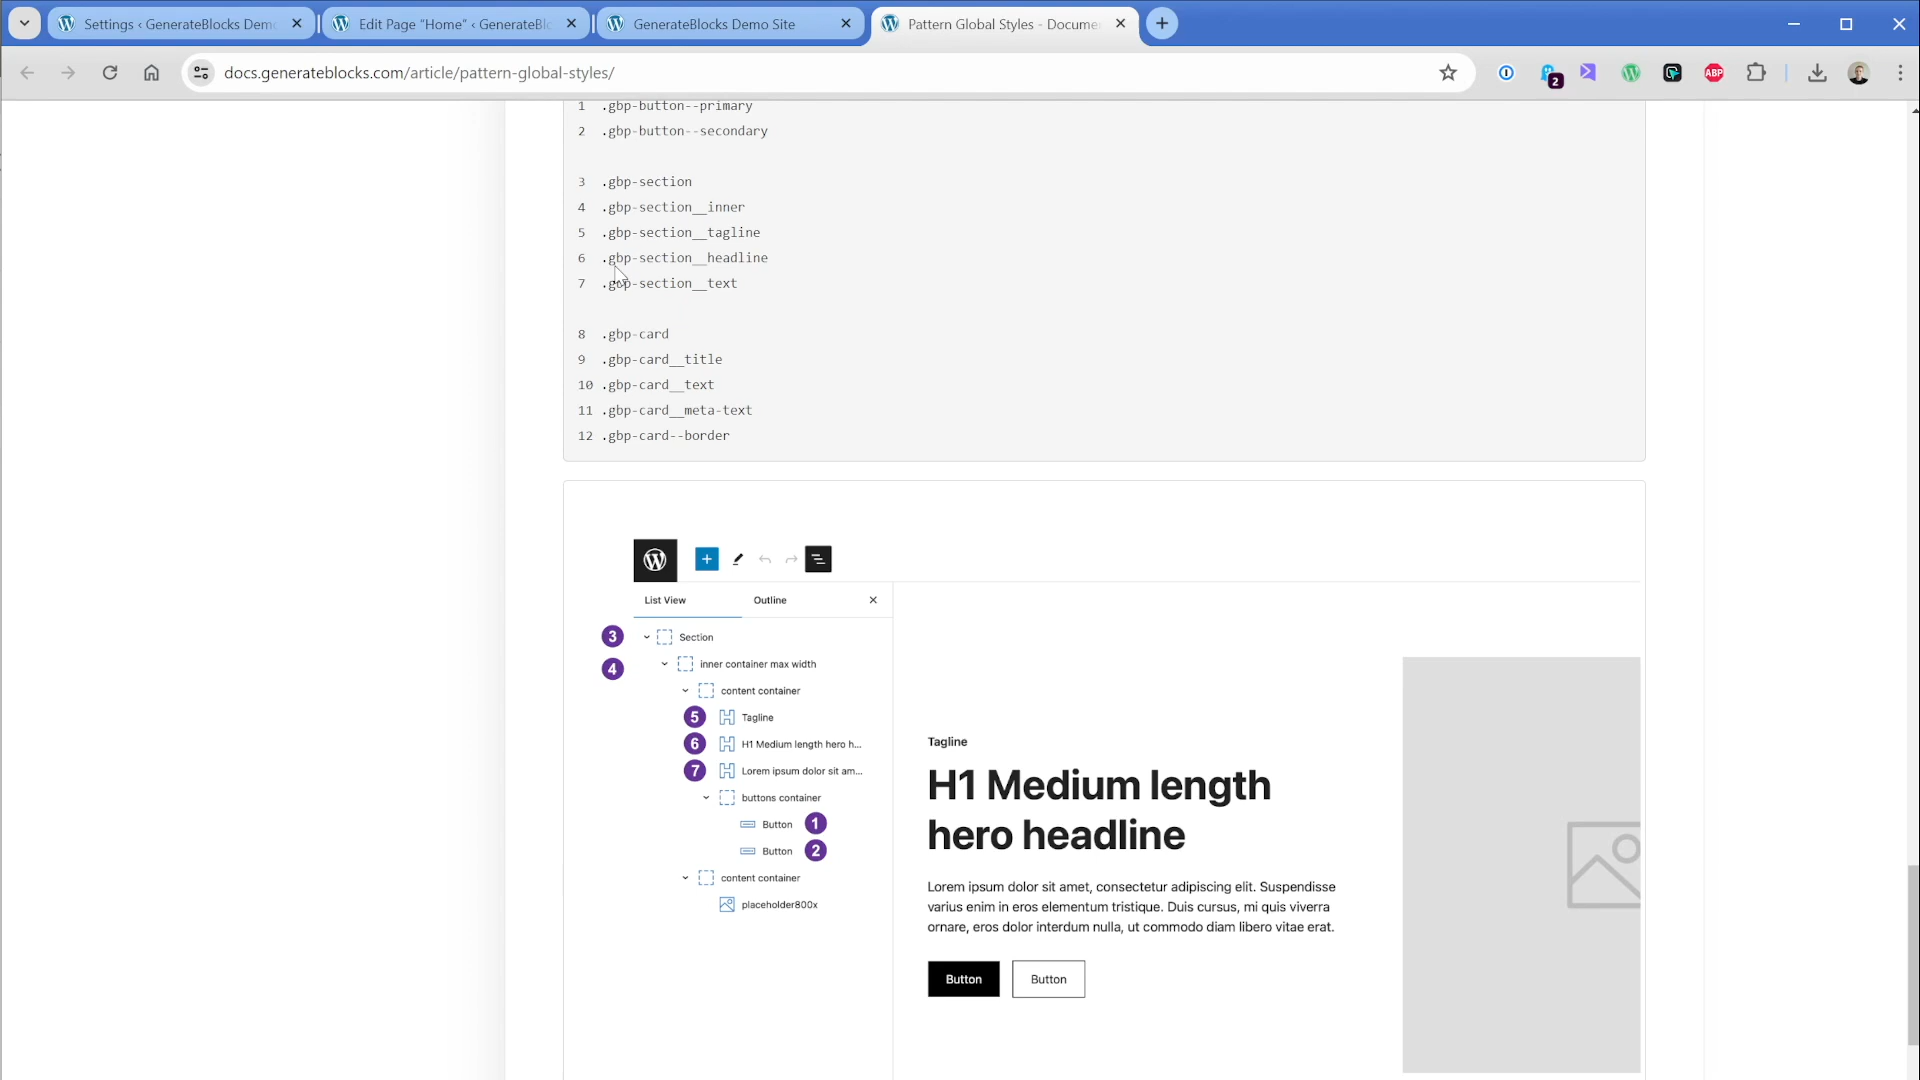 Settings ‹ GenerateBlocks Demo
Edit Page “Home” ‹ GenerateBlo
GenerateBlocks Demo Site
Pattern Global Styles - Docume
docs.generateblocks.com/article/pattern-global-styles/
2
ABP
1 .gbp-button--primary
2 .gbp-button--secondary
3 .gbp-section
4 .gbp-section__inner
5 .gbp-section__tagline
6 .gbp-section__headline
7 .gbp-section__text
8 .gbp-card
9 .gbp-card__title
10 .gbp-card__text
11 .gbp-card__meta-text
12 .gbp-card--border
List View Outline
3 Section
4 inner container max width
content container
5 Tagline
6 H1 Medium length hero h...
7 Lorem ipsum dolor sit am...
buttons container
Button 1
Button 2
content container
placeholder800x
Tagline
H1 Medium length
hero headline
Lorem ipsum dolor sit amet, consectetur adipiscing elit. Suspendisse
varius enim in eros elementum tristique. Duis cursus, mi quis viverra
ornare, eros dolor interdum nulla, ut commodo diam libero vitae erat.
Button Button